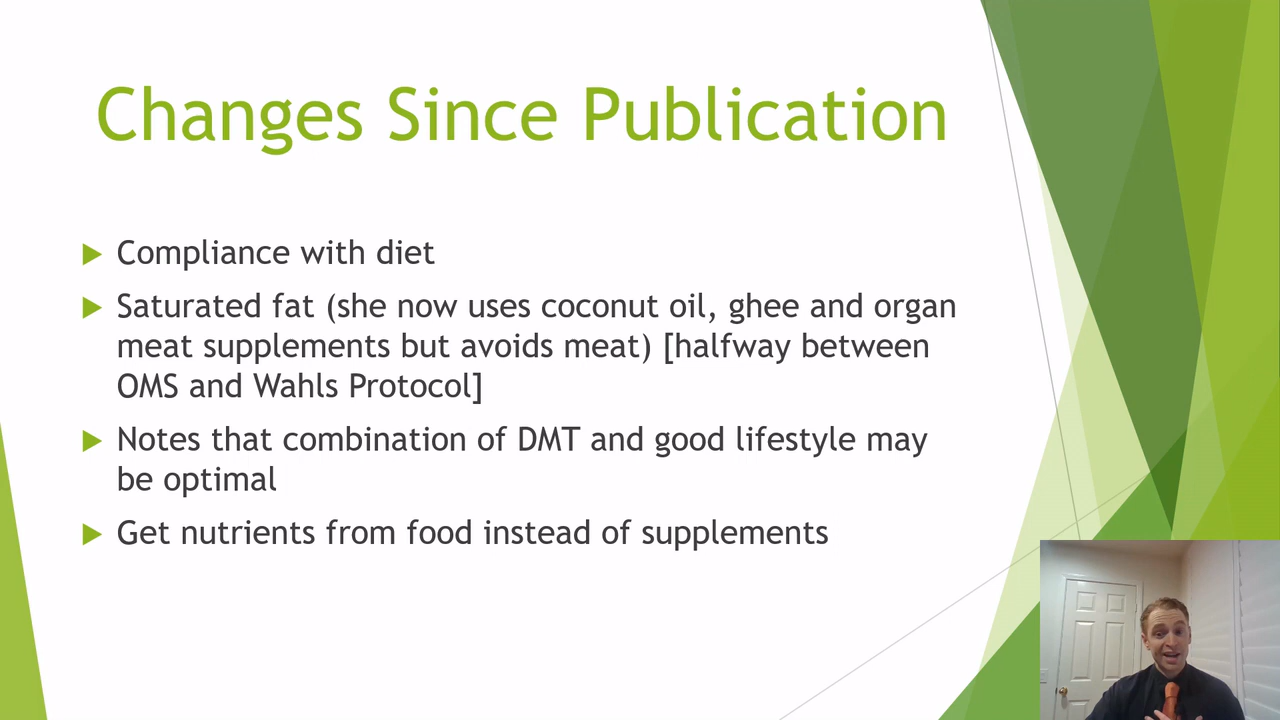 Changes Since Publication
Compliance with diet
Saturated fat (she now uses coconut oil, ghee and organ
meat supplements but avoids meat) [halfway between
OMS and Wahls Protocol]
Notes that combination of DMT and good lifestyle may
be optimal
Get nutrients from food instead of supplements